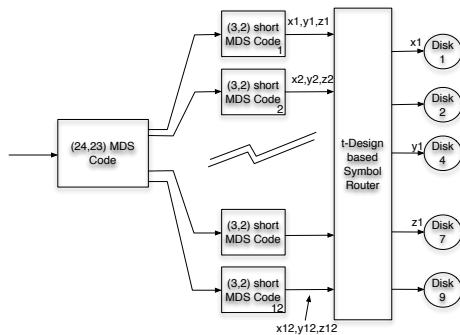 (24,23) MDS
Code
(3,2) short
MDS Code
1
x1,y1,z1
(3,2) short
MDS Code
2
x2,y2,z2
(3,2) short
MDS Code
(3,2) short
MDS Code
12
x12,y12,z12
t-Design
based
Symbol
Router
x1
Disk
1
Disk
2
y1
Disk
4
z1
Disk
7
Disk
9